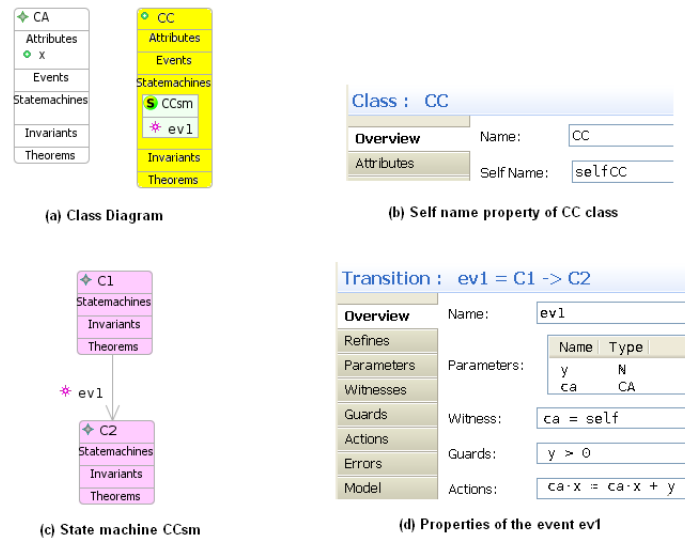 CA
Attributes
x
Events
Statemachines
Invariants
Theorems
CC
Attributes
Events
Statemachines
S CCsm
ev1
Invariants
Theorems
(a) Class Diagram
Class : CC
Overview
Attributes
Name: CC
Self Name: selfCC
(b) Self name property of CC class
C1
Statemachines
Invariants
Theorems
ev1
C2
Statemachines
Invariants
Theorems
(c) State machine CCsm
Transition : ev1 = C1 -> C2
Overview
Refines
Parameters
Witnesses
Guards
Actions
Errors
Model
Name: ev1
Parameters:
Name Type
y ℕ
ca CA
Witness: ca = self
Guards: y > 0
Actions: ca·x ≔ ca·x + y
(d) Properties of the event ev1